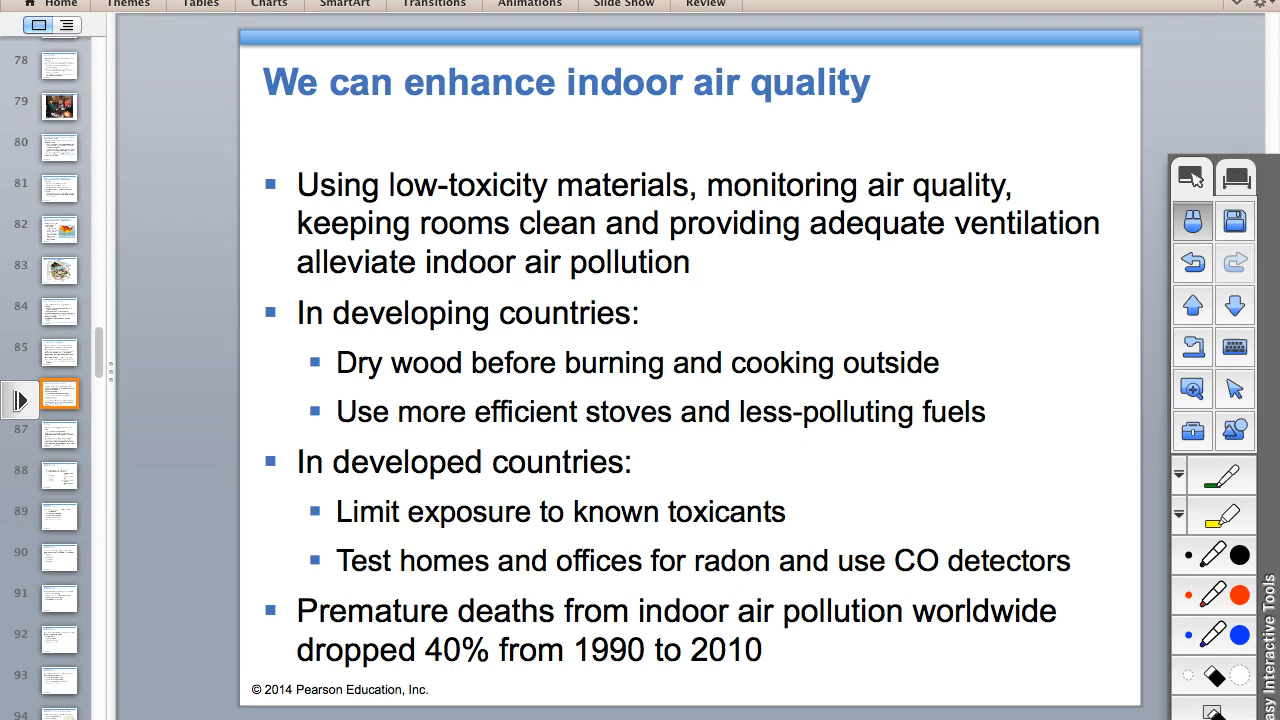 Home Themes Tables Charts SmartArt Transitions Animations Slide Show Review
78
79
80
81
82
83
84
85
87
88
89
90
91
92
93
94
We can enhance indoor air quality
Using low-toxicity materials, monitoring air quality,
keeping rooms clean and providing adequate ventilation
alleviate indoor air pollution
In developing countries:
Dry wood before burning and cooking outside
Use more efficient stoves and less-polluting fuels
In developed countries:
Limit exposure to known toxicants
Test homes and offices for radon and use CO detectors
Premature deaths from indoor air pollution worldwide
dropped 40% from 1990 to 2010
© 2014 Pearson Education, Inc.
Interactive Tools